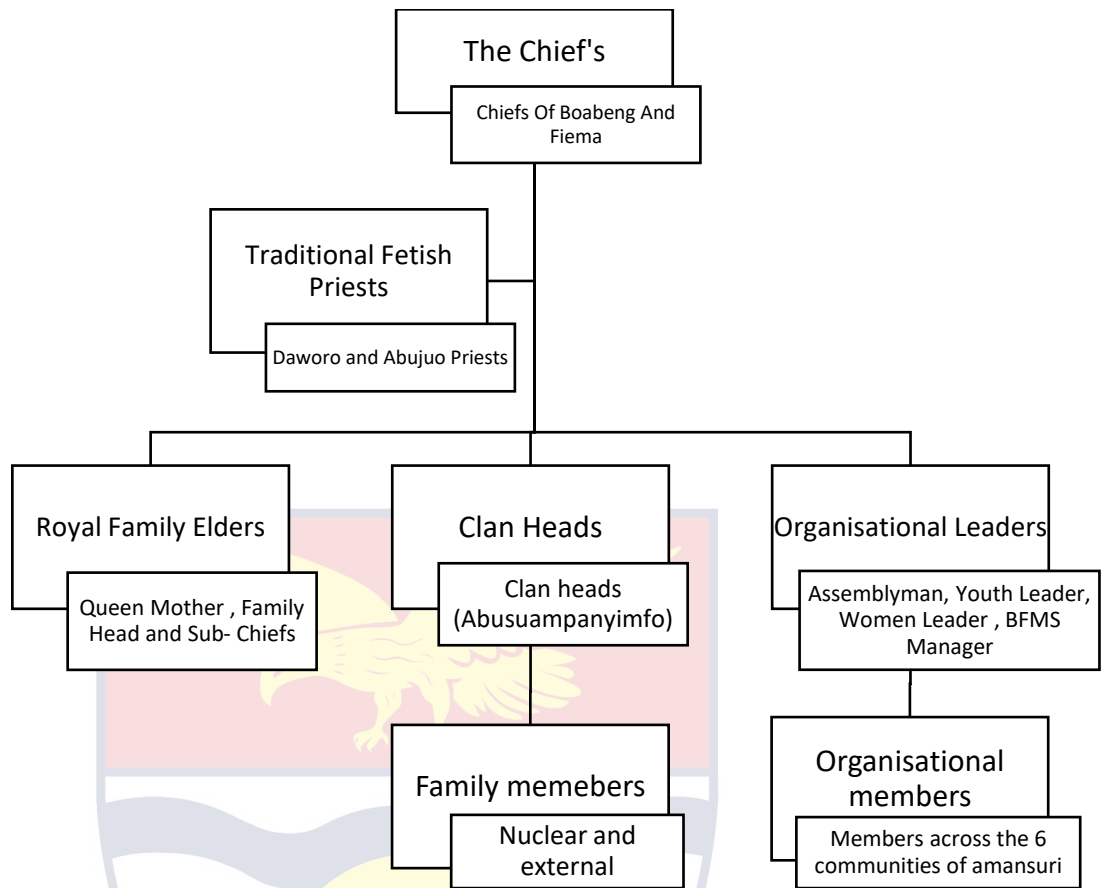 The Chief's
Chiefs Of Boabeng And
Fiema
Traditional Fetish
Priests
Daworo and Abujuo Priests
Royal Family Elders
Queen Mother , Family
Head and Sub- Chiefs
Clan Heads
Clan heads
(Abusuampanyimfo)
Organisational Leaders
Assemblyman, Youth Leader,
Women Leader , BFMS
Manager
Family memebers
Nuclear and
external
Organisational
members
Members across the 6
communities of amansuri